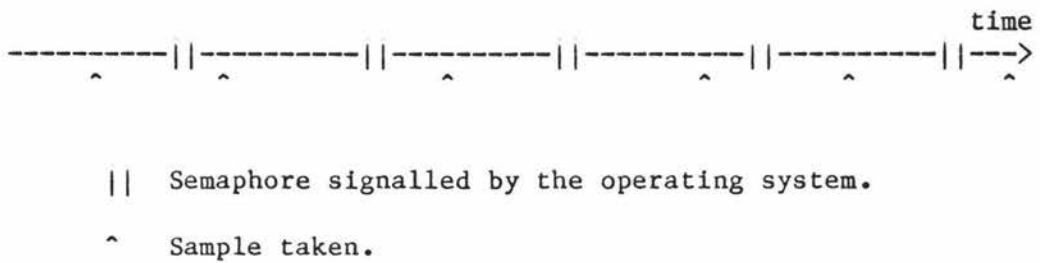 time
----------||----------||----------||----------||----------||--->
^ ^ ^ ^ ^ ^
|| Semaphore signalled by the operating system.
^ Sample taken.